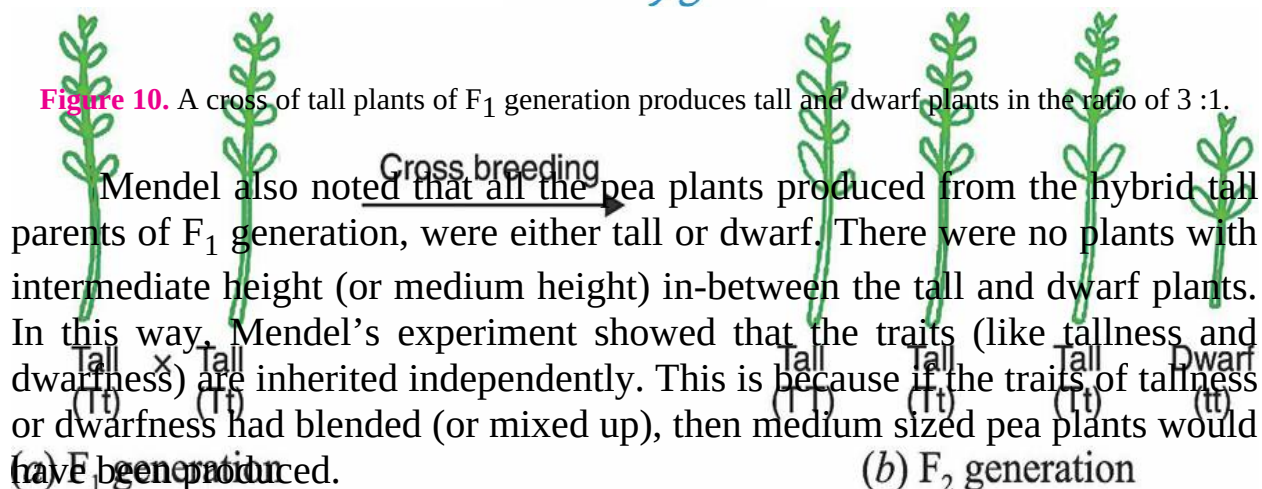 Figure 10. A cross of tall plants of F1 generation produces tall and dwarf plants in the ratio of 3 :1.
Cross breeding
Mendel also noted that all the pea plants produced from the hybrid tall
parents of F1 generation, were either tall or dwarf. There were no plants with
intermediate height (or medium height) in-between the tall and dwarf plants.
In this way, Mendel’s experiment showed that the traits (like tallness and
dwarfness) are inherited independently. This is because if the traits of tallness
or dwarfness had blended (or mixed up), then medium sized pea plants would
have been produced.
Tall × Tall Tall Tall Tall Dwarf
(Tt) (Tt) (TT) (Tt) (Tt) (tt)
(a) F1 generation (b) F2 generation